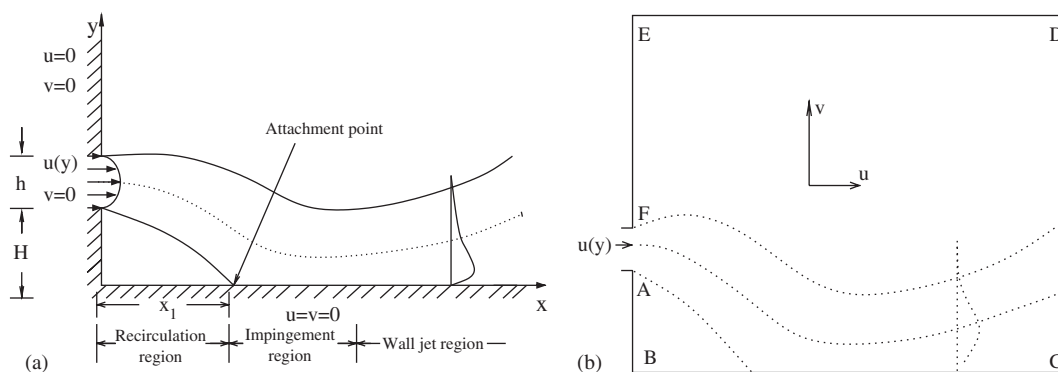 y
u=0
v=0
Attachment point
u(y)
h
v=0
H
x
x1
u=v=0
Recirculation
region
Impingement
region
Wall jet region
(a)
E
D
v
u
F
u(y)
A
B
C
(b)